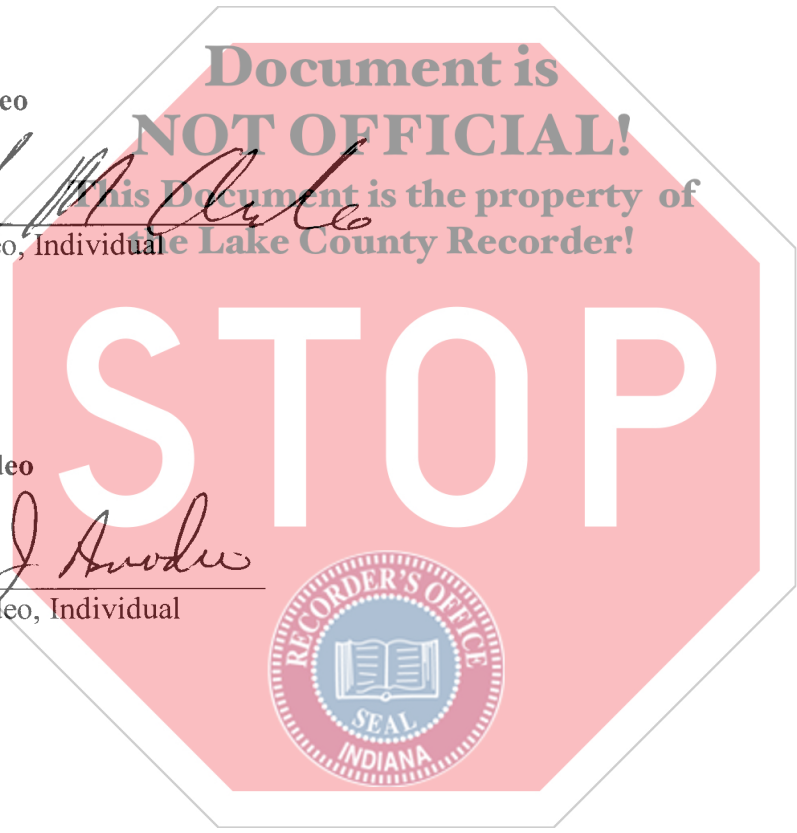 Document is
eo
NOT OFFICIAL!
This Document is the property of
the Lake County Recorder!
eo, Individual
STOP
deo
J
eo, Individual
RECORDER'S OFFICE
SEAL
INDIANA